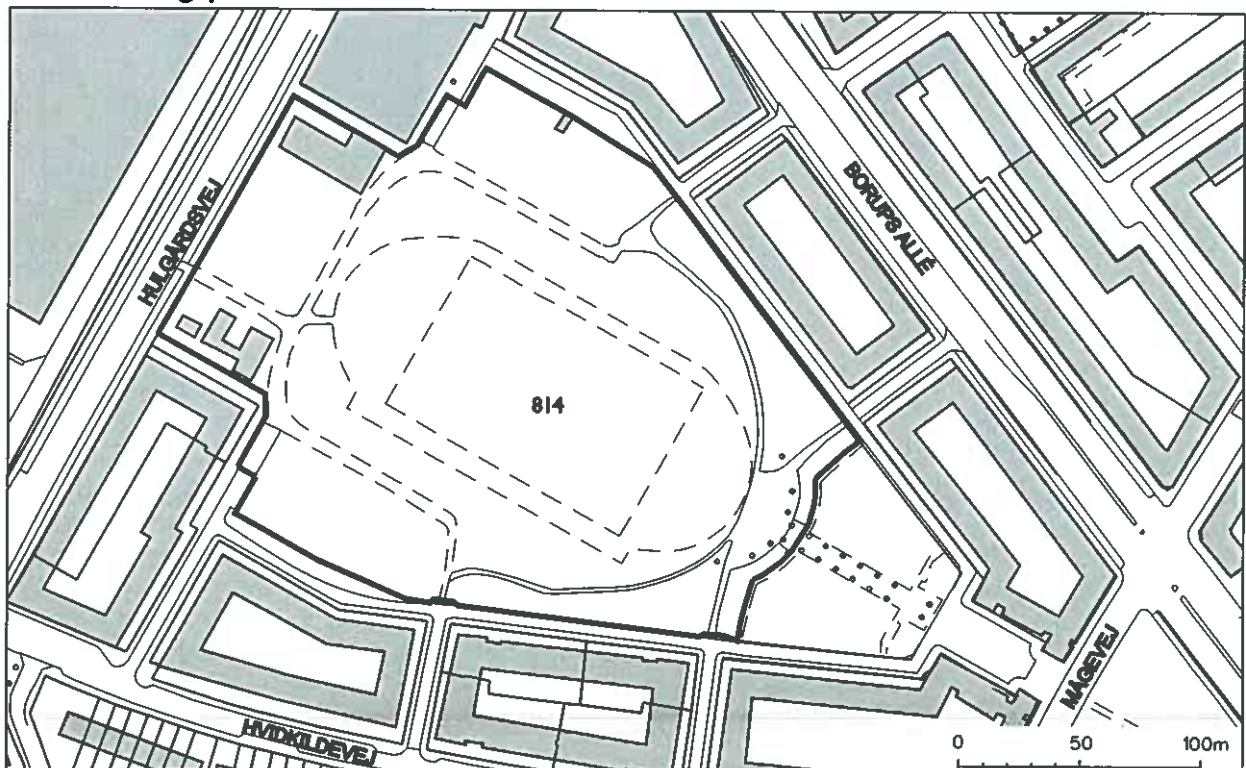 HULGÅRDSVEJ
BORUPS ALLÉ
814
MÅGEVEJ
HVIDKILDEVEJ
0 50 100m